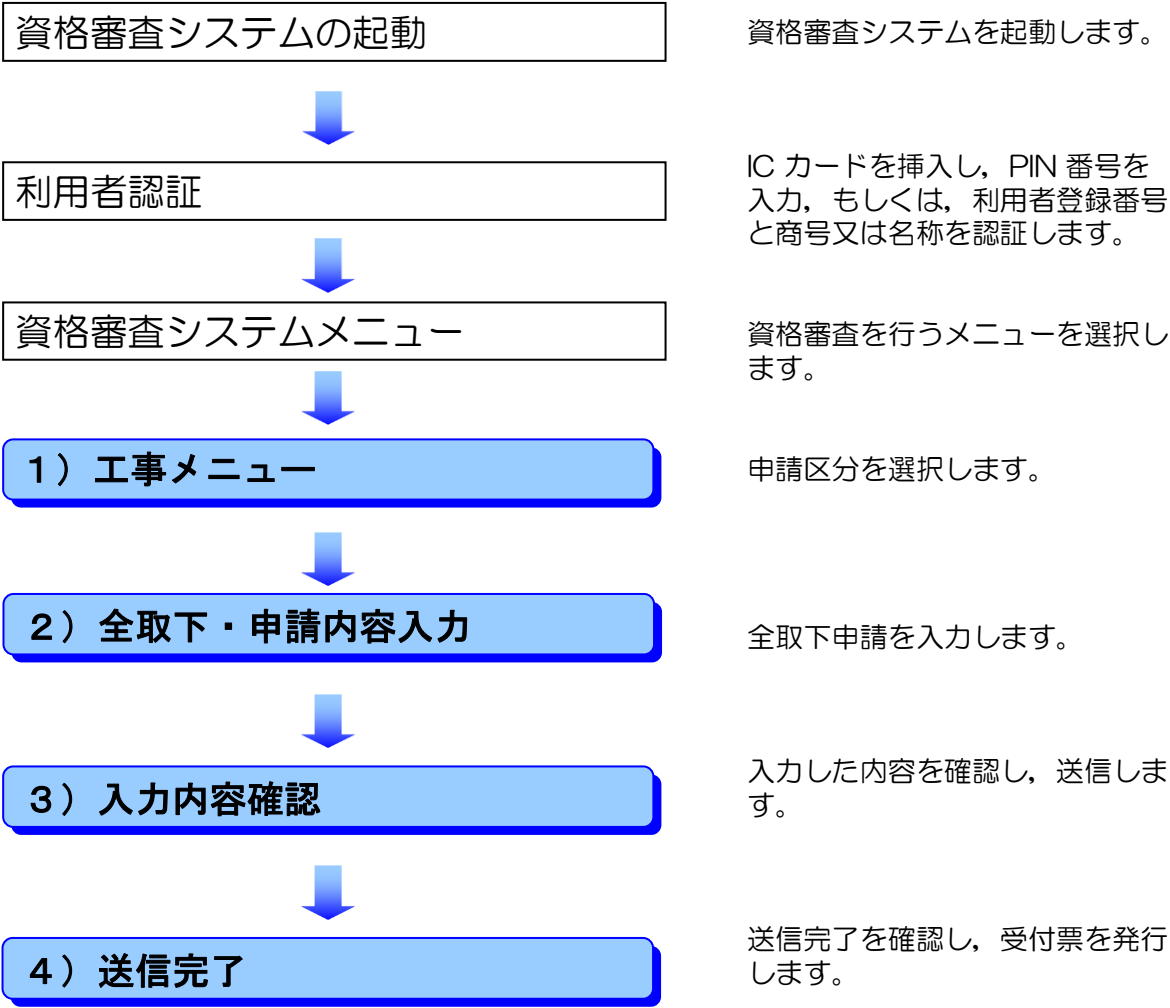 資格審査システムの起動
資格審査システムを起動します。
利用者認証
IC カードを挿入し，PIN 番号を
入力，もしくは，利用者登録番号
と商号又は名称を認証します。
資格審査システムメニュー
資格審査を行うメニューを選択し
ます。
１）工事メニュー
申請区分を選択します。
２）全取下・申請内容入力
全取下申請を入力します。
３）入力内容確認
入力した内容を確認し，送信しま
す。
４）送信完了
送信完了を確認し，受付票を発行
します。